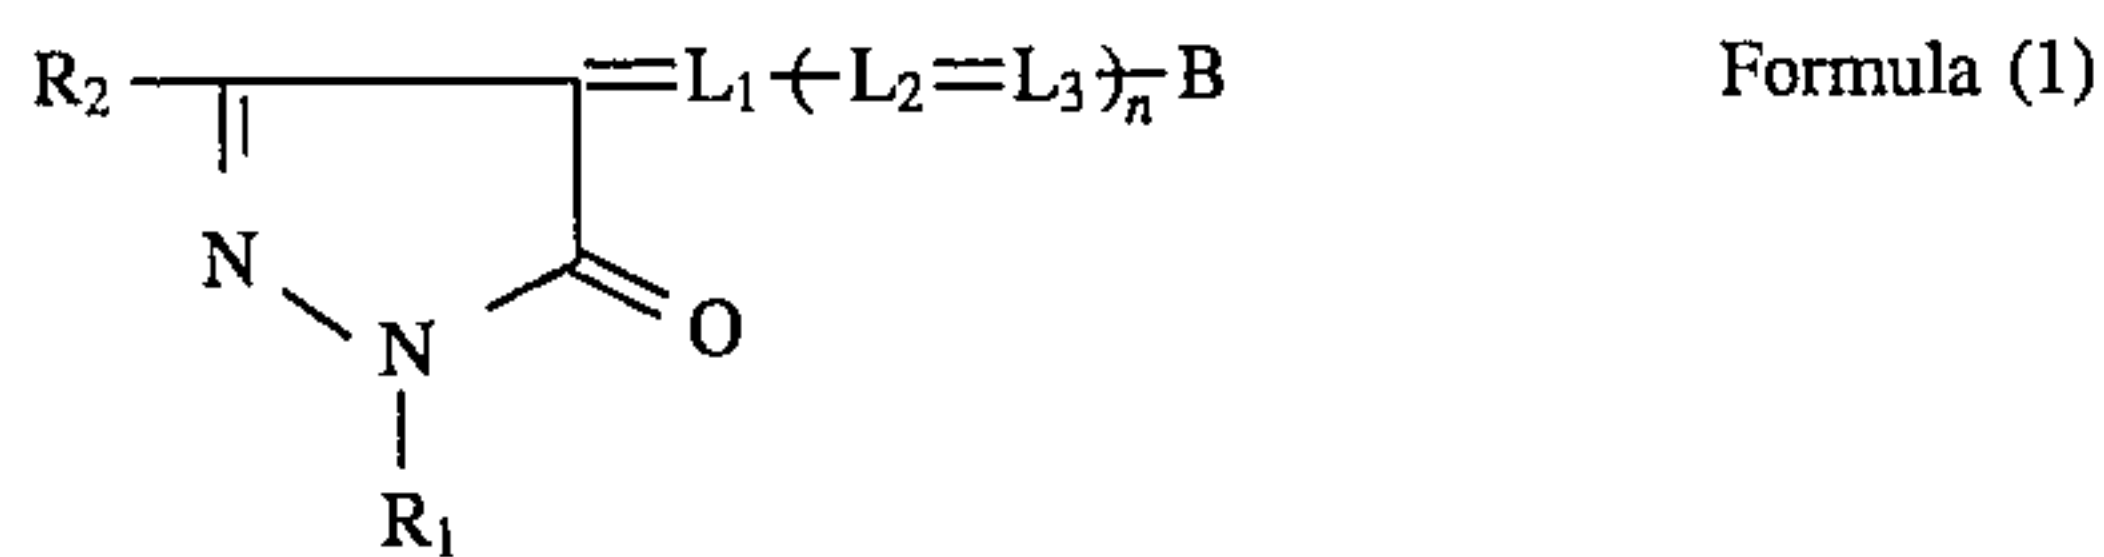 R₂ =L₁-(-L₂=L₃)ₙ-B Formula (1)
N
N O
R₁